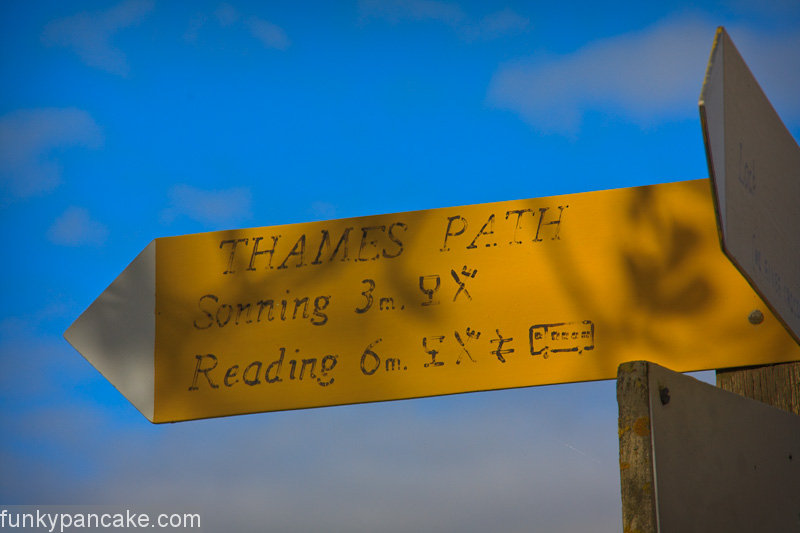 THAMES PATH
Sonning 3m.
Reading 6m.
funkypancake.com